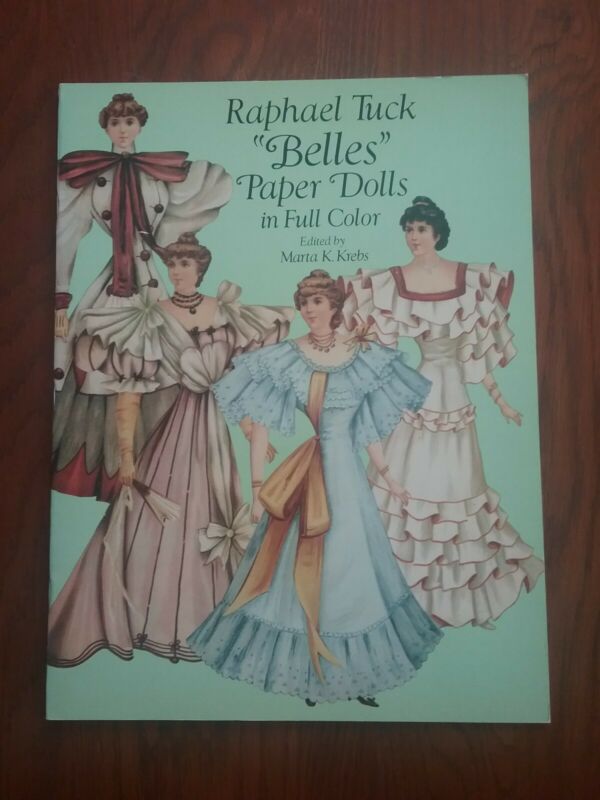 Raphael Tuck
“Belles”
Paper Dolls
in Full Color
Edited by
Marta K. Krebs